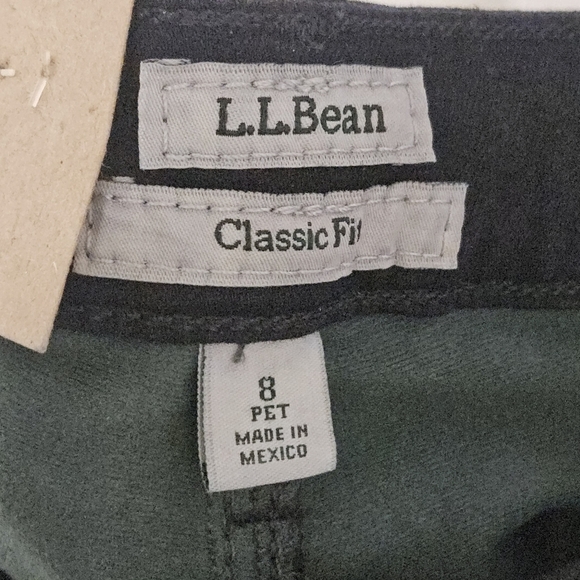 L.L.Bean
Classic Fit
8
PET
MADE IN
MEXICO